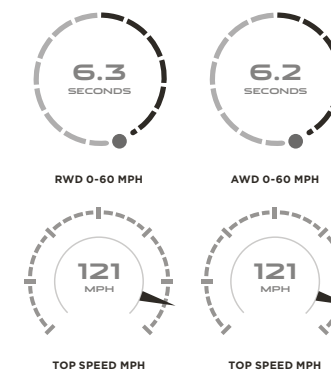 6.3 6.2
SECONDS SECONDS
RWD 0-60 MPH AWD 0-60 MPH
121 121
MPH MPH
TOP SPEED MPH TOP SPEED MPH